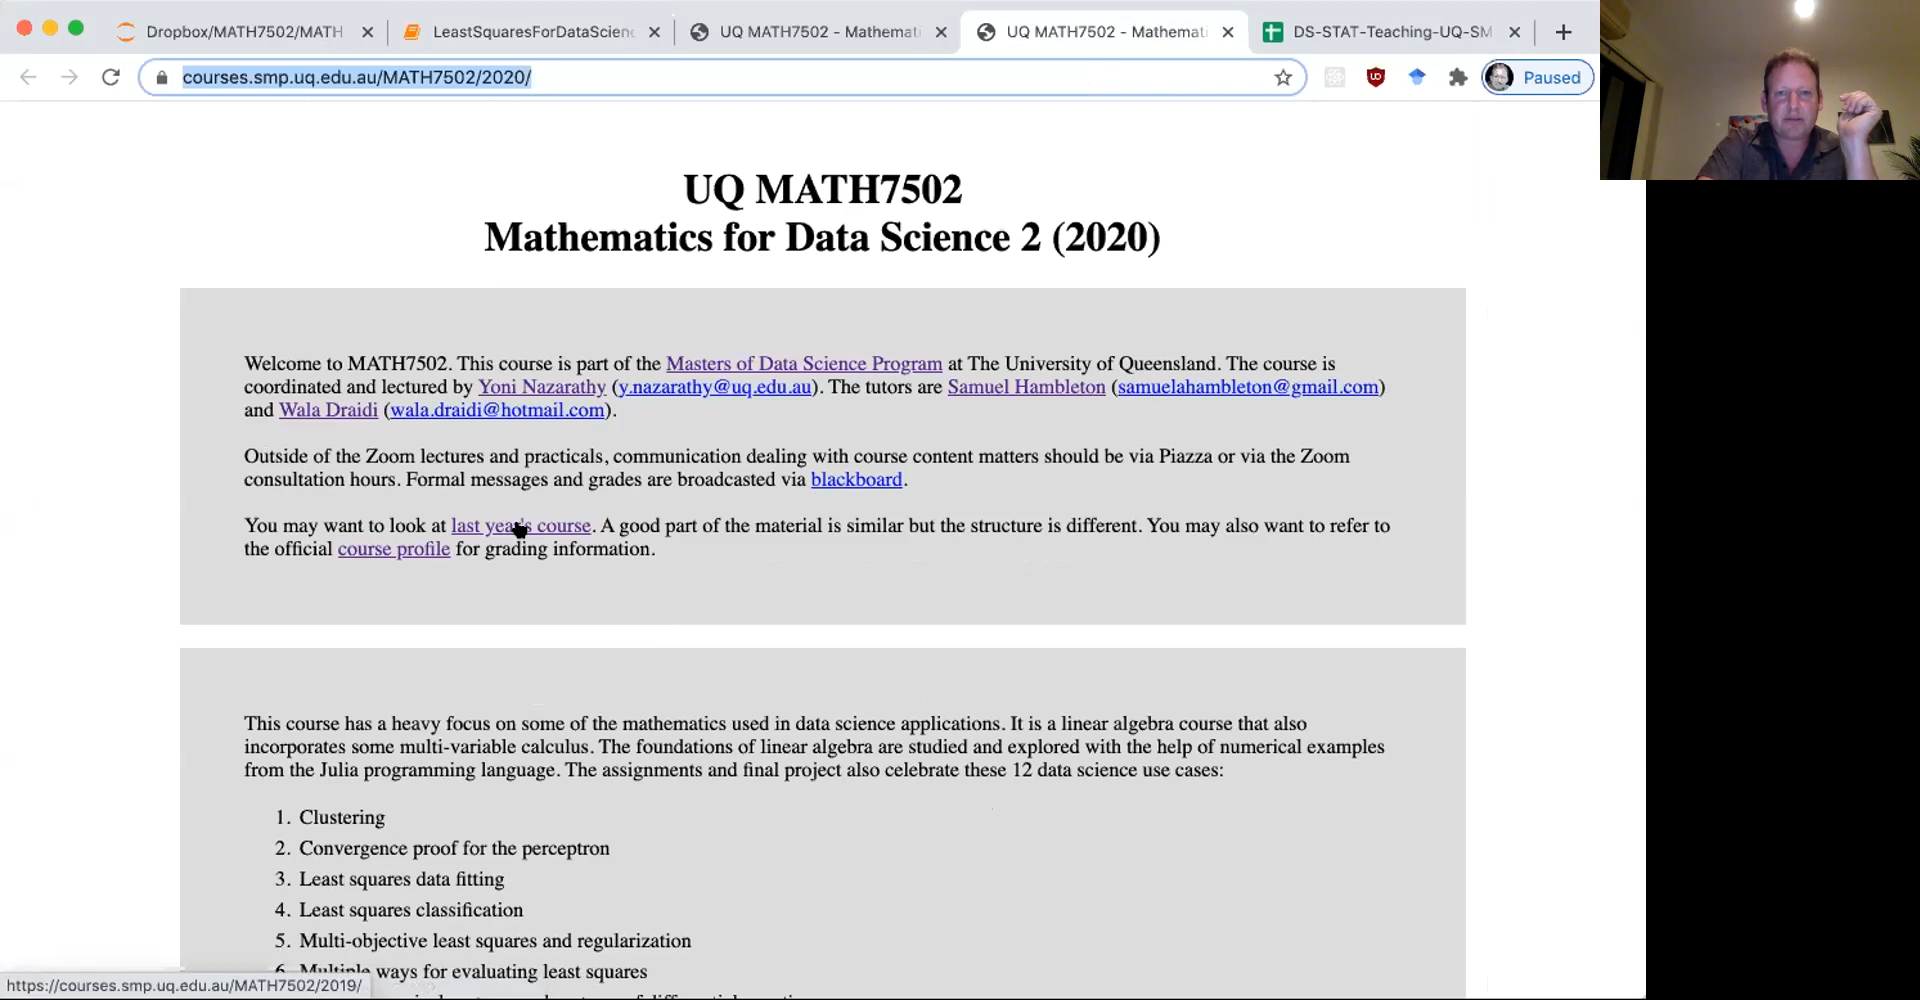 Dropbox/MATH7502/MATH
LeastSquaresForDataScienc
UQ MATH7502 - Mathemati
UQ MATH7502 - Mathemati
DS-STAT-Teaching-UQ-SM
courses.smp.uq.edu.au/MATH7502/2020/
Paused
UQ MATH7502
Mathematics for Data Science 2 (2020)
Welcome to MATH7502. This course is part of the Masters of Data Science Program at The University of Queensland. The course is
coordinated and lectured by Yoni Nazarathy (y.nazarathy@uq.edu.au). The tutors are Samuel Hambleton (samuelahambleton@gmail.com)
and Wala Draidi (wala.draidi@hotmail.com).
Outside of the Zoom lectures and practicals, communication dealing with course content matters should be via Piazza or via the Zoom
consultation hours. Formal messages and grades are broadcasted via blackboard.
You may want to look at last year's course. A good part of the material is similar but the structure is different. You may also want to refer to
the official course profile for grading information.
This course has a heavy focus on some of the mathematics used in data science applications. It is a linear algebra course that also
incorporates some multi-variable calculus. The foundations of linear algebra are studied and explored with the help of numerical examples
from the Julia programming language. The assignments and final project also celebrate these 12 data science use cases:
1. Clustering
2. Convergence proof for the perceptron
3. Least squares data fitting
4. Least squares classification
5. Multi-objective least squares and regularization
6. Multiple ways for evaluating least squares
https://courses.smp.uq.edu.au/MATH7502/2019/